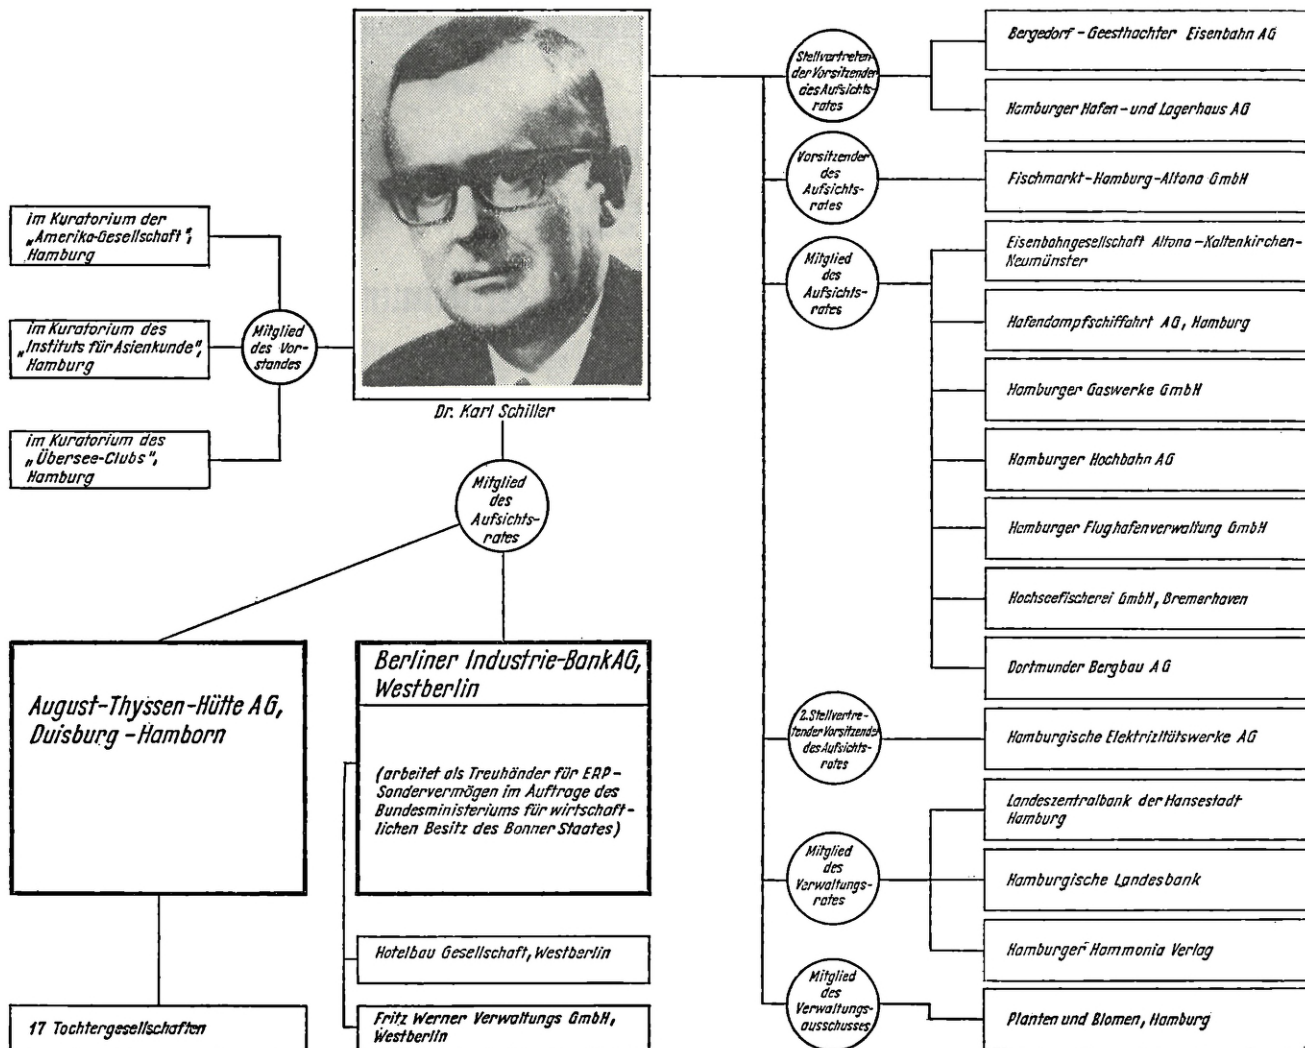 im Kuratorium der
„Amerika-Gesellschaft",
Hamburg
im Kuratorium des
„Instituts für Asienkunde",
Hamburg
im Kuratorium des
„Übersee-Clubs",
Hamburg
Mitglied
des Vor-
standes
Dr. Karl Schiller
Mitglied
des
Aufsichts-
rates
August-Thyssen-Hütte AG,
Duisburg-Hamborn
17 Tochtergesellschaften
Berliner Industrie-Bank AG,
Westberlin
(arbeitet als Treuhänder für ERP-
Sondervermögen im Auftrage des
Bundesministeriums für wirtschaft-
lichen Besitz des Bonner Staates)
Hotelbau Gesellschaft, Westberlin
Fritz Werner Verwaltungs GmbH,
Westberlin
Stellvertreten-
der Vorsitzender
des Aufsichts-
rates
Bergedorf-Geesthachter Eisenbahn AG
Hamburger Hafen- und Lagerhaus AG
Vorsitzender
des
Aufsichts-
rates
Fischmarkt-Hamburg-Altona GmbH
Mitglied
des
Aufsichts-
rates
Eisenbahngesellschaft Altona-Kaltenkirchen-
Neumünster
Hafendampfschiffahrt AG, Hamburg
Hamburger Gaswerke GmbH
Hamburger Hochbahn AG
Hamburger Flughafenverwaltung GmbH
Hochseefischerei GmbH, Bremerhaven
Dortmunder Bergbau AG
2. Stellvertre-
tender Vorsitzender
des Aufsichts-
rates
Hamburgische Elektrizitätswerke AG
Mitglied
des
Verwaltungs-
rates
Landeszentralbank der Hansestadt
Hamburg
Hamburgische Landesbank
Hamburger Hammonia Verlag
Mitglied
des
Verwaltungs-
ausschusses
Planten und Blomen, Hamburg